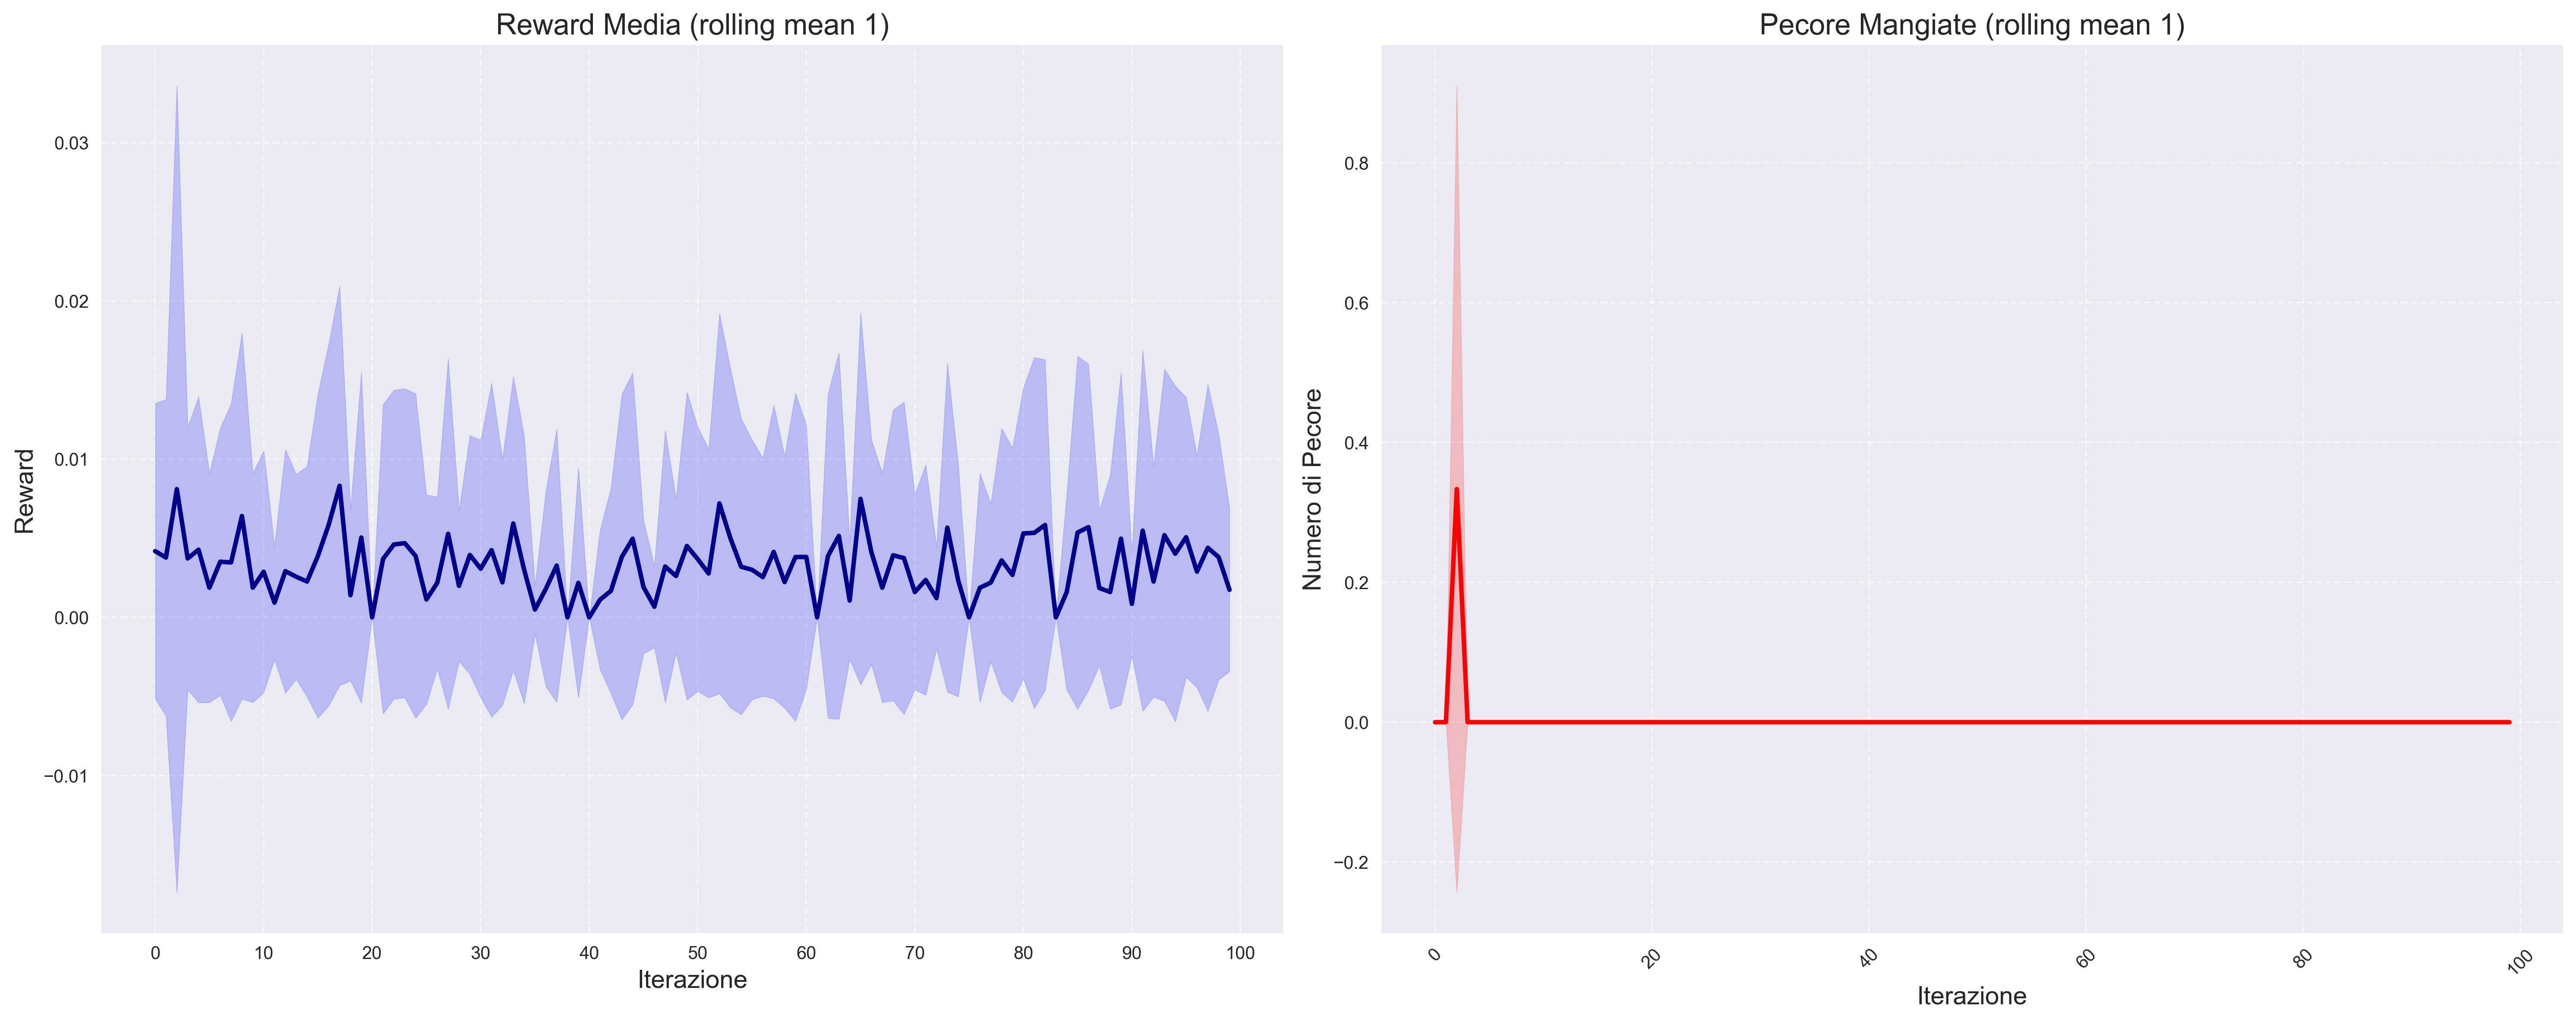 Reward Media (rolling mean 1)
Reward
0.03
0.02
0.01
0.00
−0.01
0 10 20 30 40 50 60 70 80 90 100
Iterazione
Pecore Mangiate (rolling mean 1)
Numero di Pecore
0.8
0.6
0.4
0.2
0.0
−0.2
0 20 40 60 80 100
Iterazione